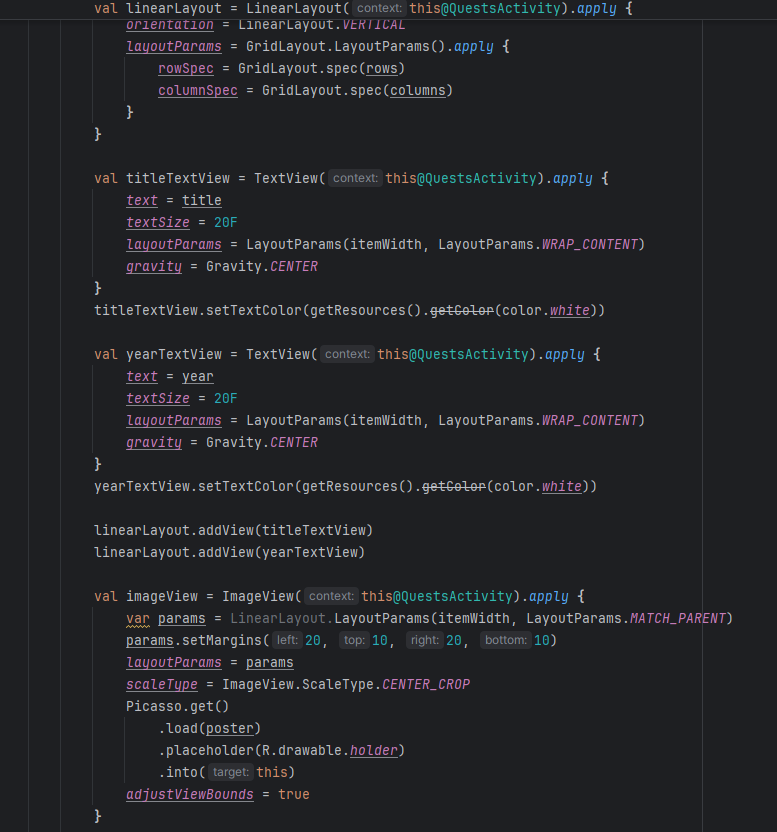 val linearLayout = LinearLayout( context: this@QuestsActivity).apply {
orientation = LinearLayout.VERTICAL
layoutParams = GridLayout.LayoutParams().apply {
rowSpec = GridLayout.spec(rows)
columnSpec = GridLayout.spec(columns)
}
}
val titleTextView = TextView( context: this@QuestsActivity).apply {
text = title
textSize = 20F
layoutParams = LayoutParams(itemWidth, LayoutParams.WRAP_CONTENT)
gravity = Gravity.CENTER
}
titleTextView.setTextColor(getResources().getColor(color.white))
val yearTextView = TextView( context: this@QuestsActivity).apply {
text = year
textSize = 20F
layoutParams = LayoutParams(itemWidth, LayoutParams.WRAP_CONTENT)
gravity = Gravity.CENTER
}
yearTextView.setTextColor(getResources().getColor(color.white))
linearLayout.addView(titleTextView)
linearLayout.addView(yearTextView)
val imageView = ImageView( context: this@QuestsActivity).apply {
var params = LinearLayout.LayoutParams(itemWidth, LayoutParams.MATCH_PARENT)
params.setMargins( left: 20, top: 10, right: 20, bottom: 10)
layoutParams = params
scaleType = ImageView.ScaleType.CENTER_CROP
Picasso.get()
.load(poster)
.placeholder(R.drawable.holder)
.into( target: this)
adjustViewBounds = true
}